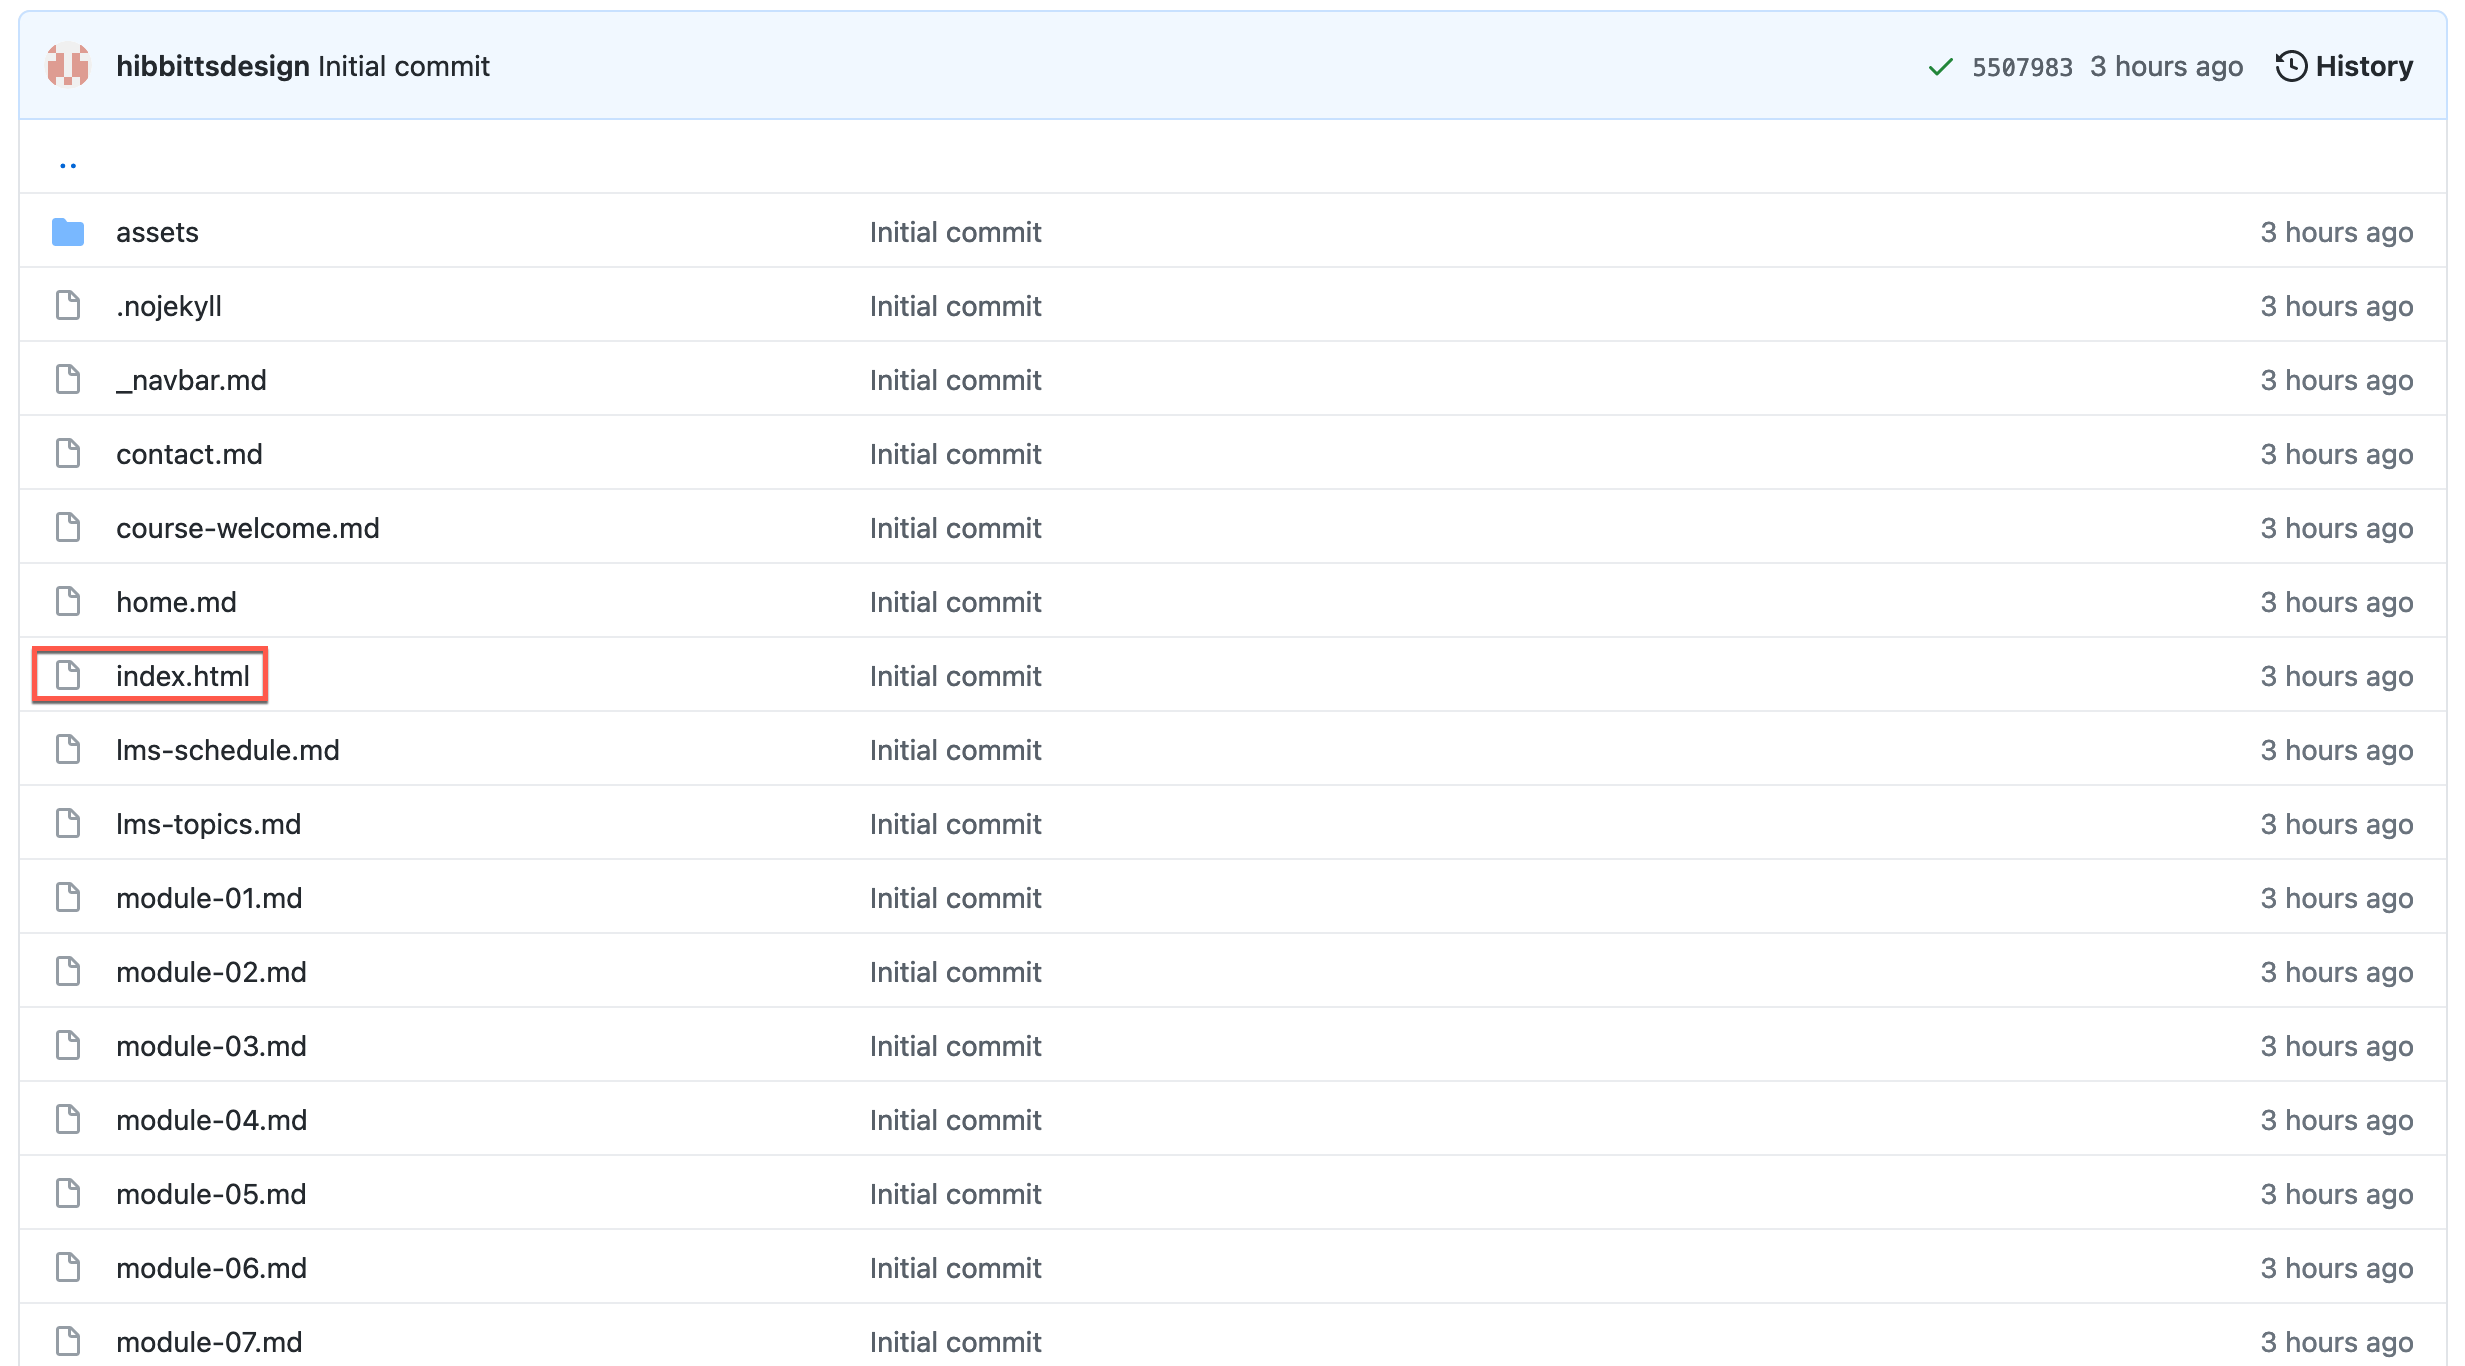 hibbittsdesign Initial commit 5507983 3 hours ago History
..
assets Initial commit 3 hours ago
.nojekyll Initial commit 3 hours ago
_navbar.md Initial commit 3 hours ago
contact.md Initial commit 3 hours ago
course-welcome.md Initial commit 3 hours ago
home.md Initial commit 3 hours ago
index.html Initial commit 3 hours ago
lms-schedule.md Initial commit 3 hours ago
lms-topics.md Initial commit 3 hours ago
module-01.md Initial commit 3 hours ago
module-02.md Initial commit 3 hours ago
module-03.md Initial commit 3 hours ago
module-04.md Initial commit 3 hours ago
module-05.md Initial commit 3 hours ago
module-06.md Initial commit 3 hours ago
module-07.md Initial commit 3 hours ago